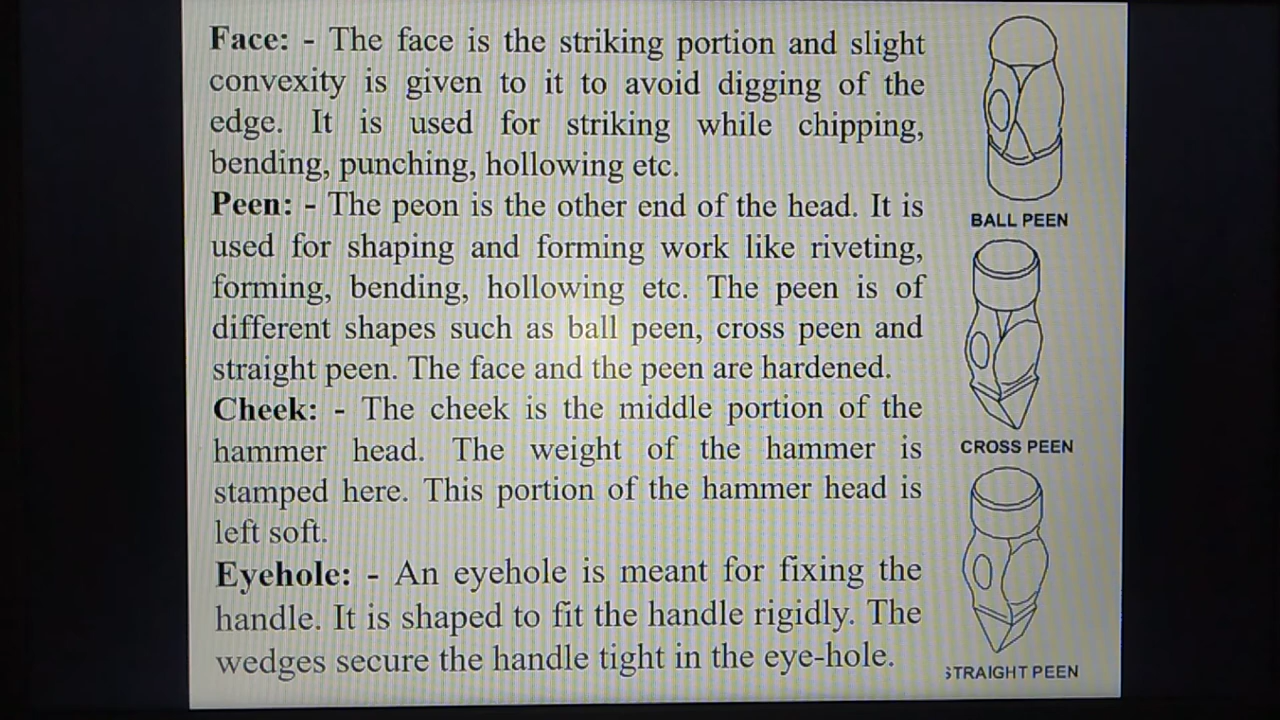 Face: - The face is the striking portion and slight
convexity is given to it to avoid digging of the
edge. It is used for striking while chipping,
bending, punching, hollowing etc.
Peen: - The peon is the other end of the head. It is
used for shaping and forming work like riveting,
forming, bending, hollowing etc. The peen is of
different shapes such as ball peen, cross peen and
straight peen. The face and the peen are hardened.
Cheek: - The cheek is the middle portion of the
hammer head. The weight of the hammer is
stamped here. This portion of the hammer head is
left soft.
Eyehole: - An eyehole is meant for fixing the
handle. It is shaped to fit the handle rigidly. The
wedges secure the handle tight in the eye-hole.
BALL PEEN
CROSS PEEN
STRAIGHT PEEN